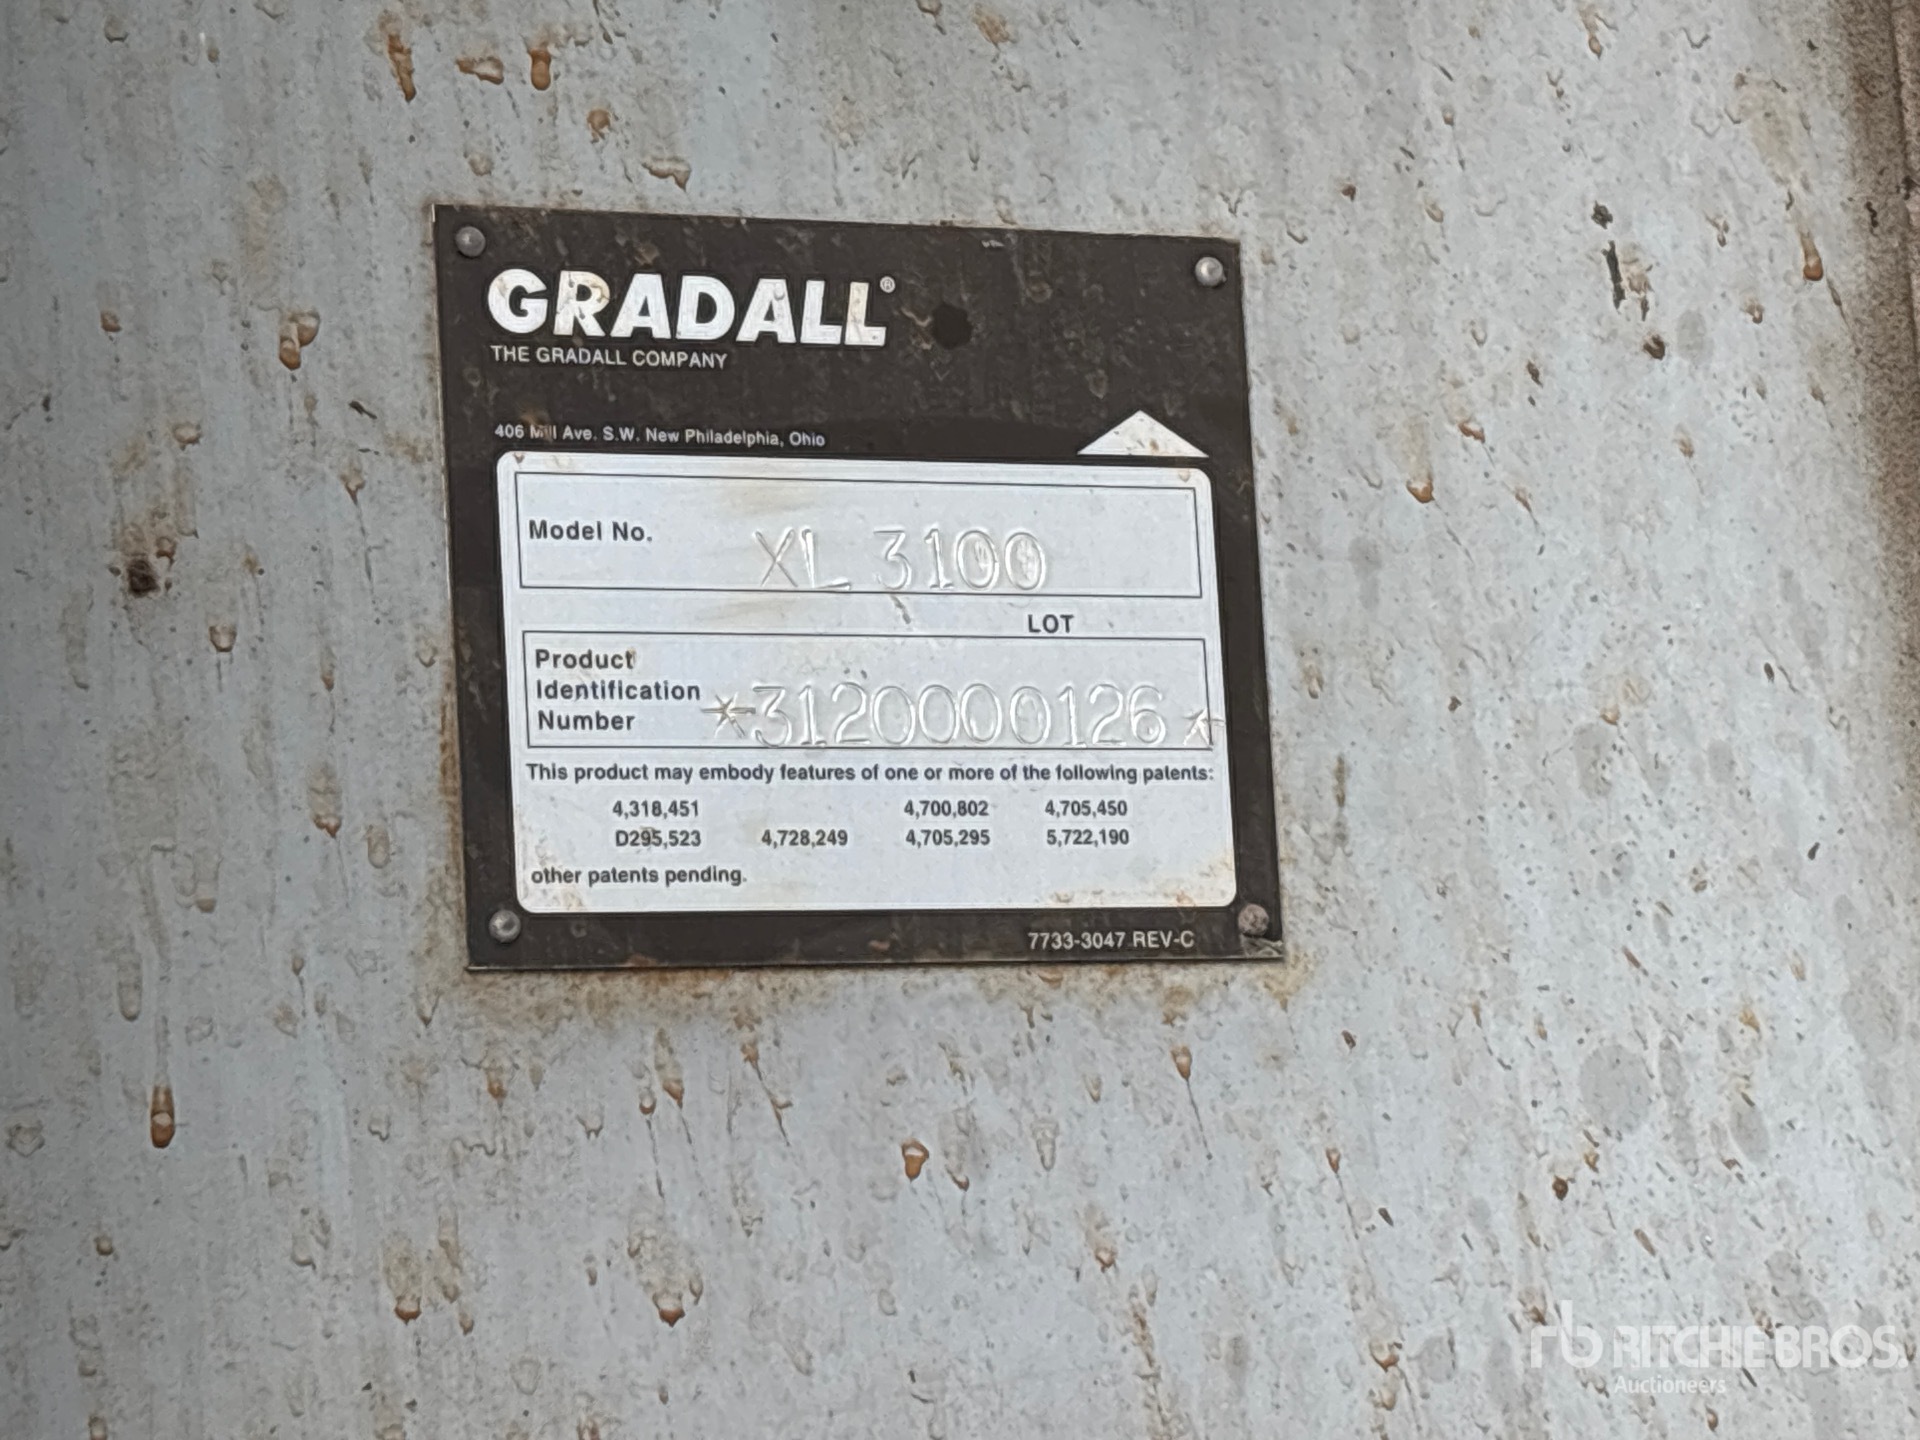 GRADALL®
THE GRADALL COMPANY
406 Mill Ave. S.W. New Philadelphia, Ohio
Model No. XL 3100
LOT
Product
Identification
Number *3120000126*
This product may embody features of one or more of the following patents:
4,318,451 4,700,802 4,705,450
D295,523 4,728,249 4,705,295 5,722,190
other patents pending.
7733-3047 REV-C
rb RITCHIE BROS.
Auctioneers